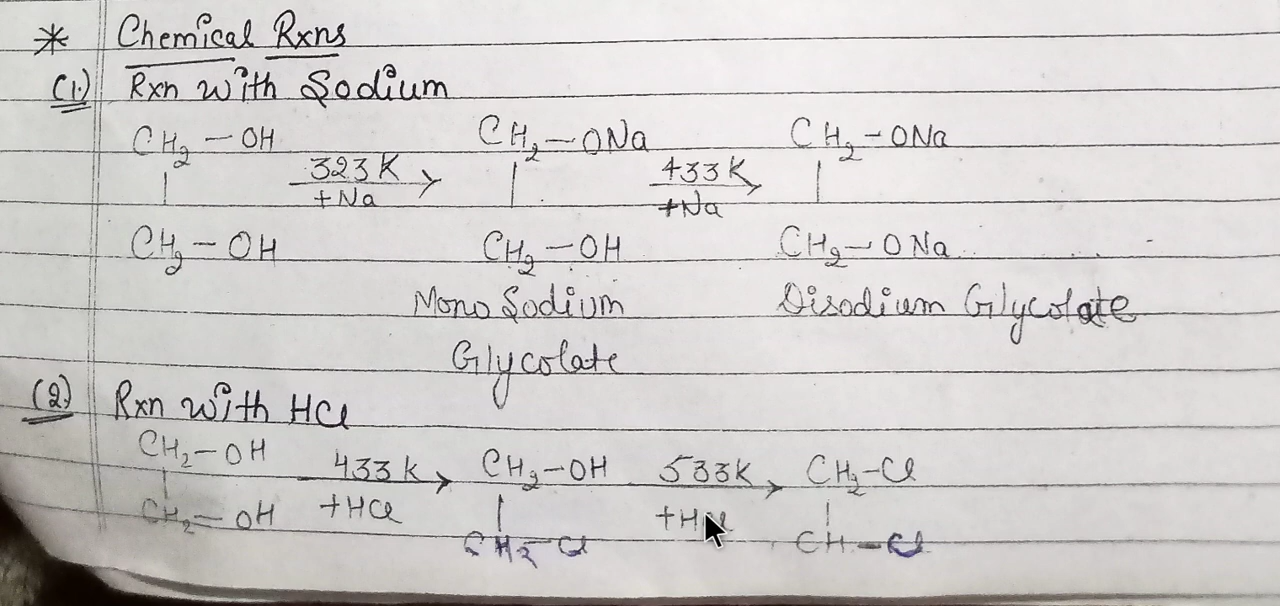 * Chemical Rxns
(1.) Rxn with Sodium
CH2 - OH CH2 - ONa CH2 - ONa
323 K 433 K
+Na +Na
CH2 - OH CH2 - OH CH2 - ONa
Mono Sodium Disodium Glycolate
Glycolate
(2.) Rxn with HCl
CH2 - OH 433 K CH2 - OH 533 K CH2 - Cl
CH2 - OH +HCl
CH2 - Cl CH - Cl